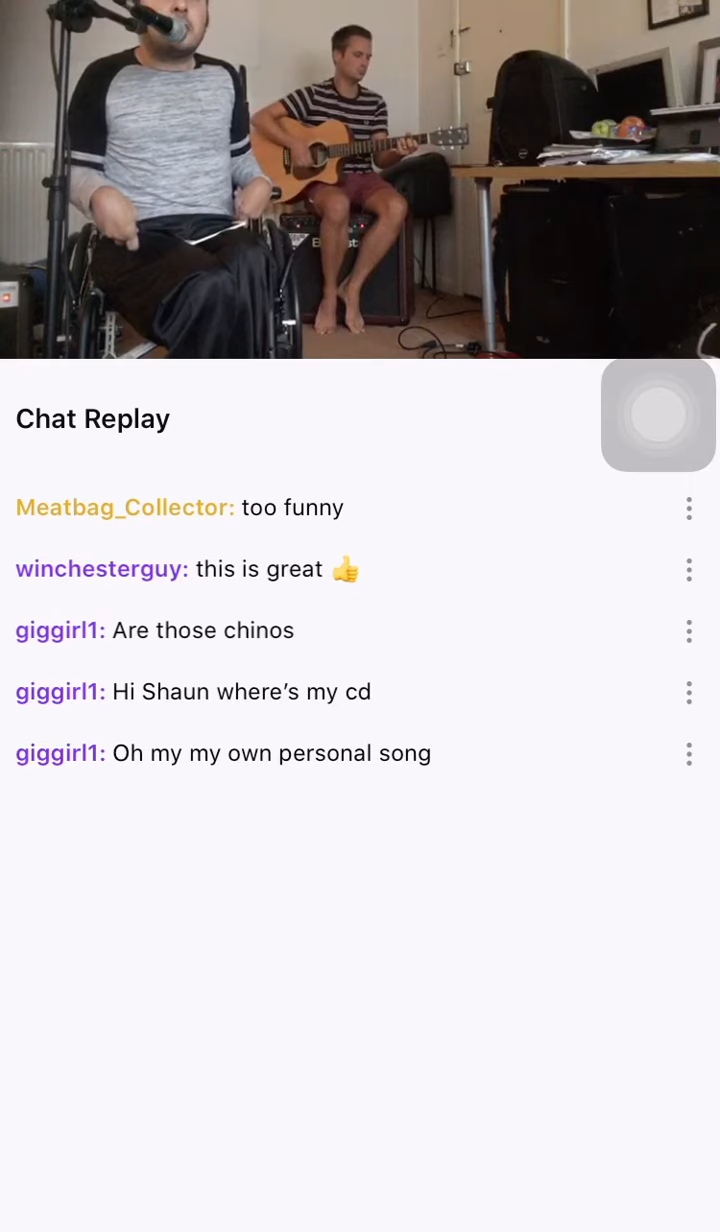 Chat Replay
Meatbag_Collector: too funny
winchesterguy: this is great 👍
giggirl1: Are those chinos
giggirl1: Hi Shaun where’s my cd
giggirl1: Oh my my own personal song